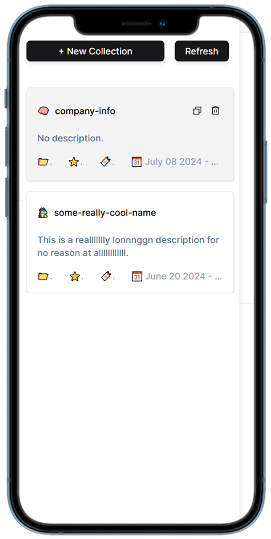 + New Collection
Refresh
company-info
No description.
July 08 2024 - ...
some-really-cool-name
This is a reallllllly lonnnggn description for
no reason at alllllllllllll.
June 20 2024 - ...